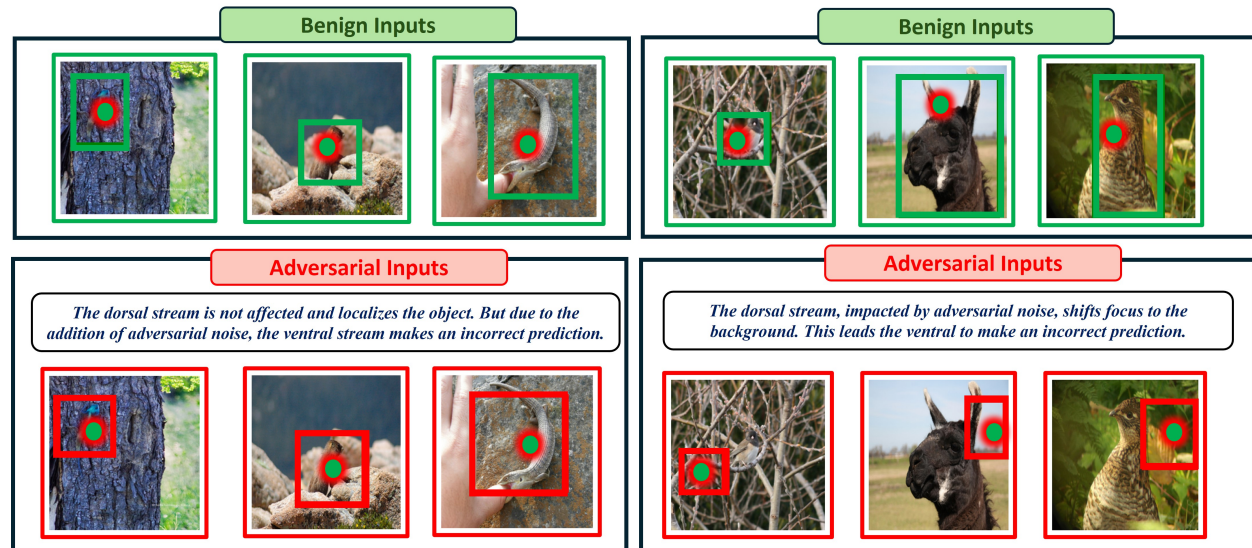 Benign Inputs
Adversarial Inputs
The dorsal stream is not affected and localizes the object. But due to the
addition of adversarial noise, the ventral stream makes an incorrect prediction.
Benign Inputs
Adversarial Inputs
The dorsal stream, impacted by adversarial noise, shifts focus to the
background. This leads the ventral to make an incorrect prediction.